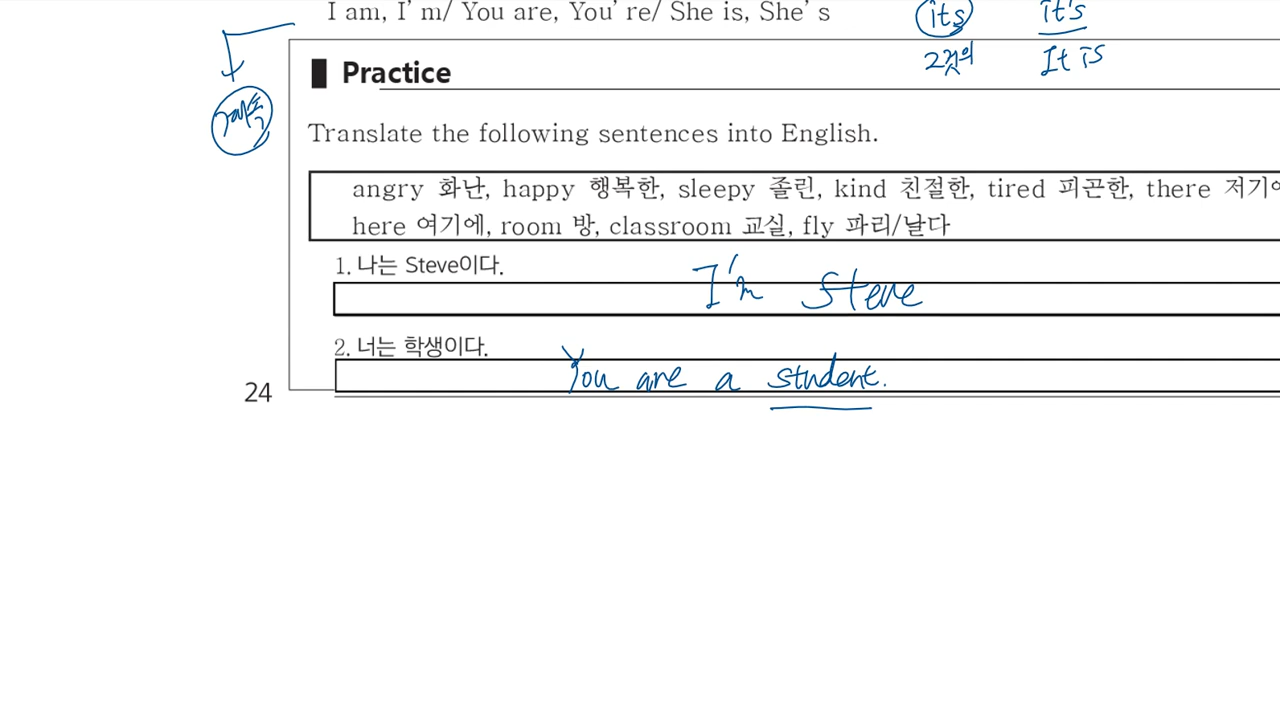 I am, I'm/ You are, You're/ She is, She's
its it's
그것의 It is
Practice
Translate the following sentences into English.
angry 화난, happy 행복한, sleepy 졸린, kind 친절한, tired 피곤한, there
here 여기에, room 방, classroom 교실, fly 파리/날다
1. 나는 Steve이다.
I'm Steve
2. 너는 학생이다.
You are a student.
24